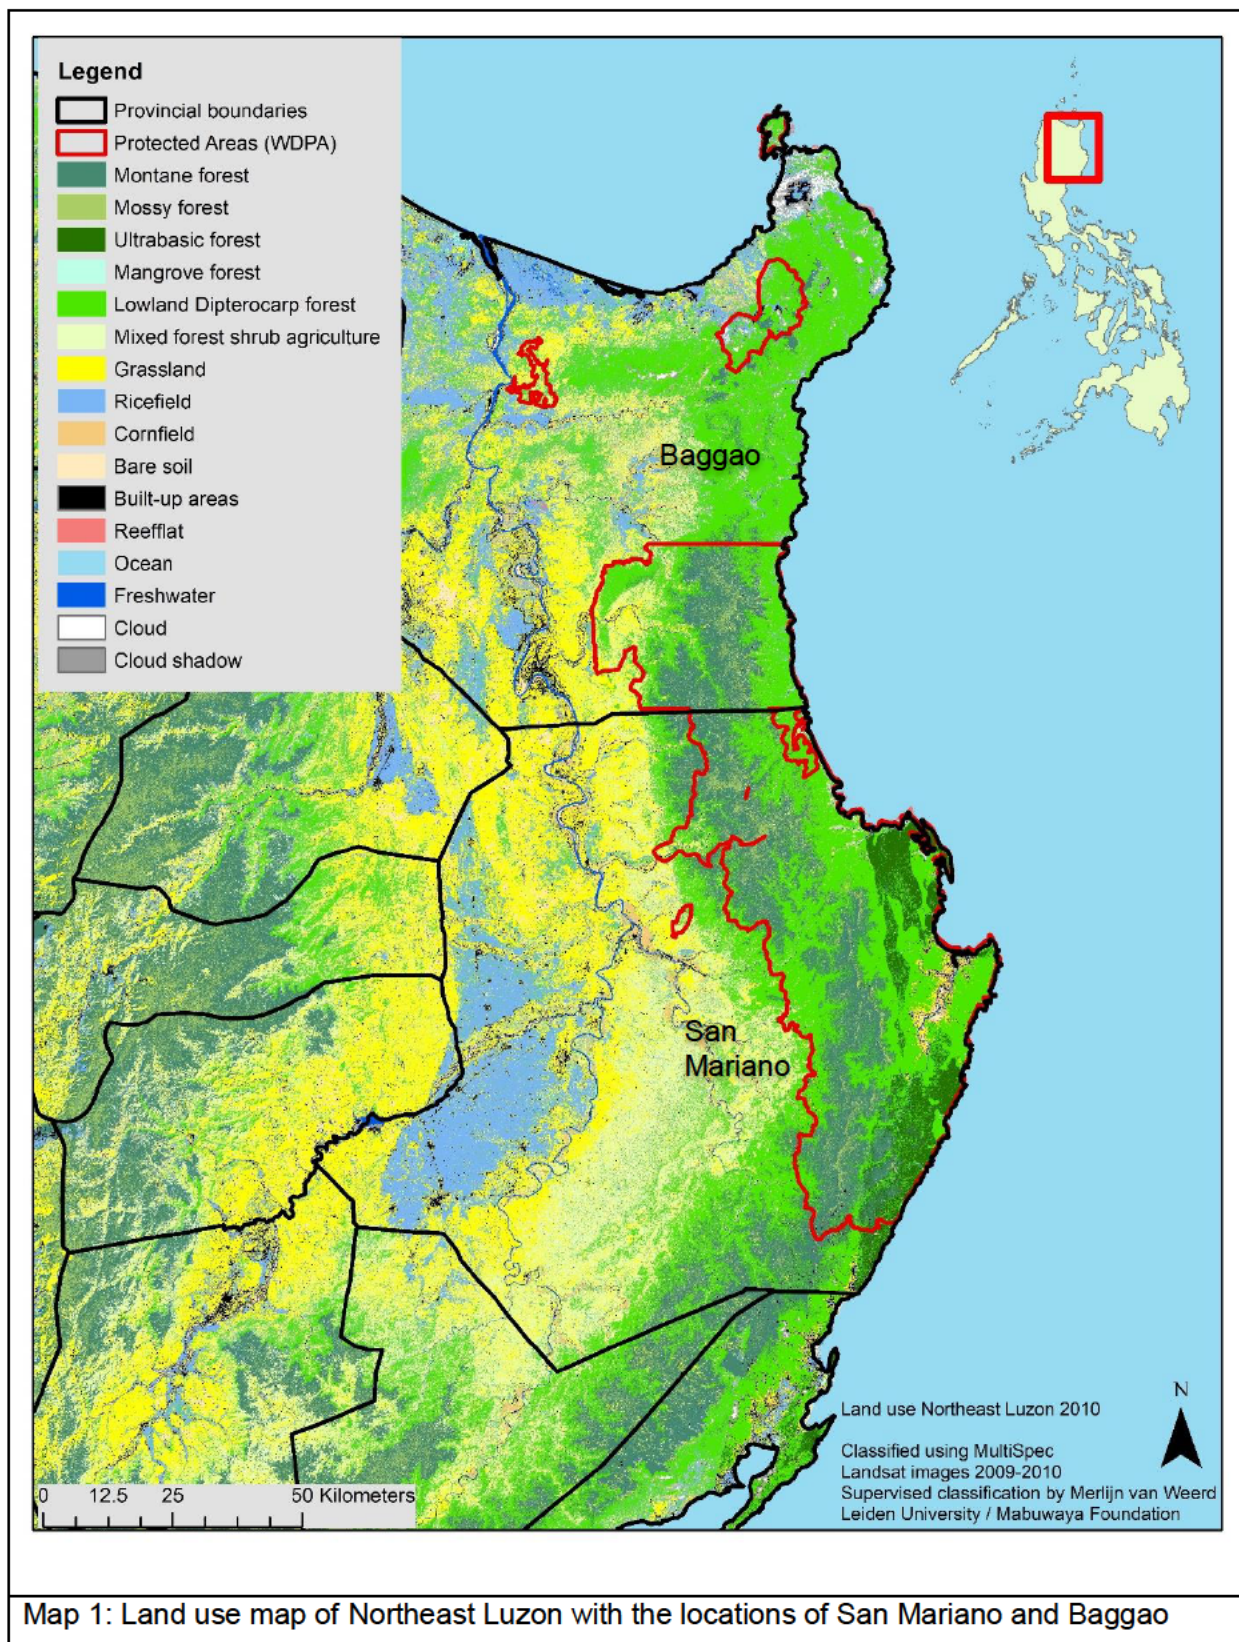 Legend
Provincial boundaries
Protected Areas (WDPA)
Montane forest
Mossy forest
Ultrabasic forest
Mangrove forest
Lowland Dipterocarp forest
Mixed forest shrub agriculture
Grassland
Ricefield
Cornfield
Bare soil
Built-up areas
Reefflat
Ocean
Freshwater
Cloud
Cloud shadow
Baggao
San
Mariano
N
Land use Northeast Luzon 2010
Classified using MultiSpec
Landsat images 2009-2010
Supervised classification by Merlijn van Weerd
Leiden University / Mabuwaya Foundation
0 12.5 25 50 Kilometers
Map 1: Land use map of Northeast Luzon with the locations of San Mariano and Baggao